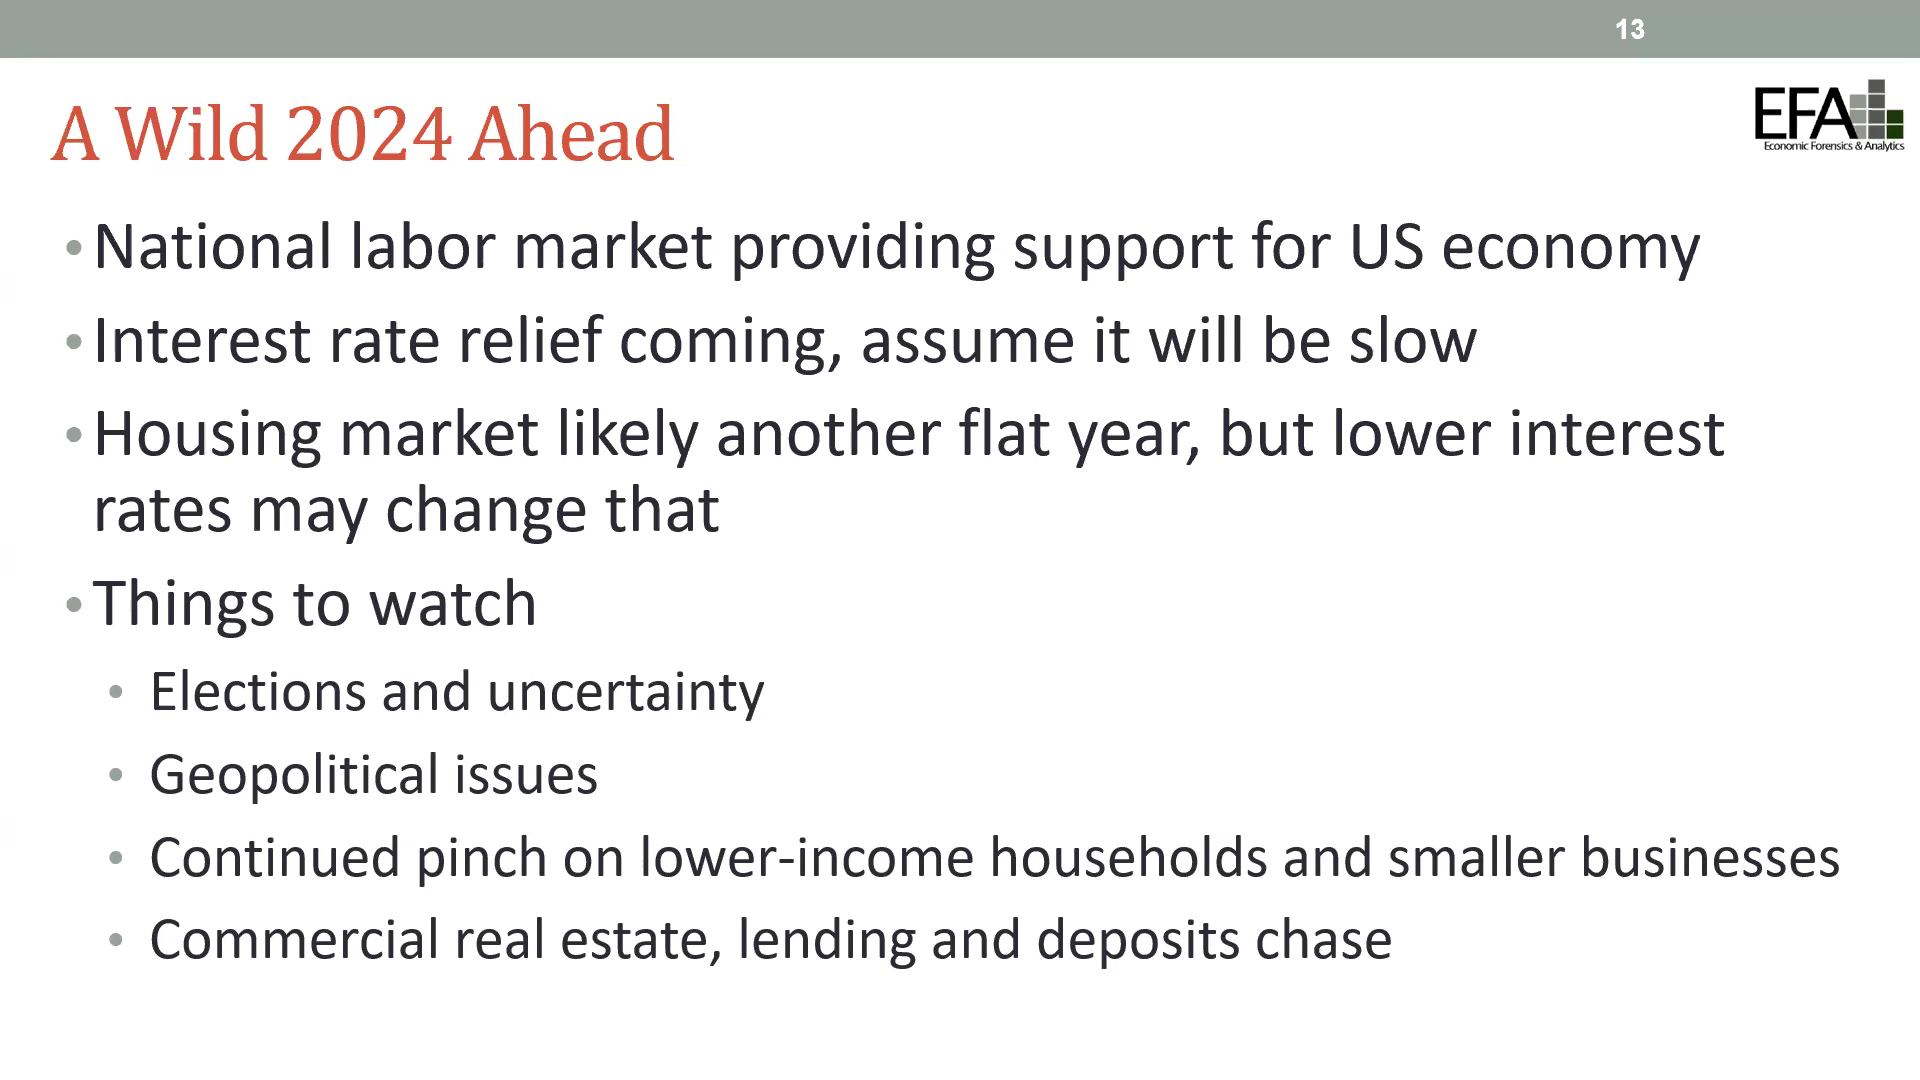 13
A Wild 2024 Ahead
EFA
Economic Forensics & Analytics
• National labor market providing support for US economy
• Interest rate relief coming, assume it will be slow
• Housing market likely another flat year, but lower interest
rates may change that
• Things to watch
• Elections and uncertainty
• Geopolitical issues
• Continued pinch on lower-income households and smaller businesses
• Commercial real estate, lending and deposits chase